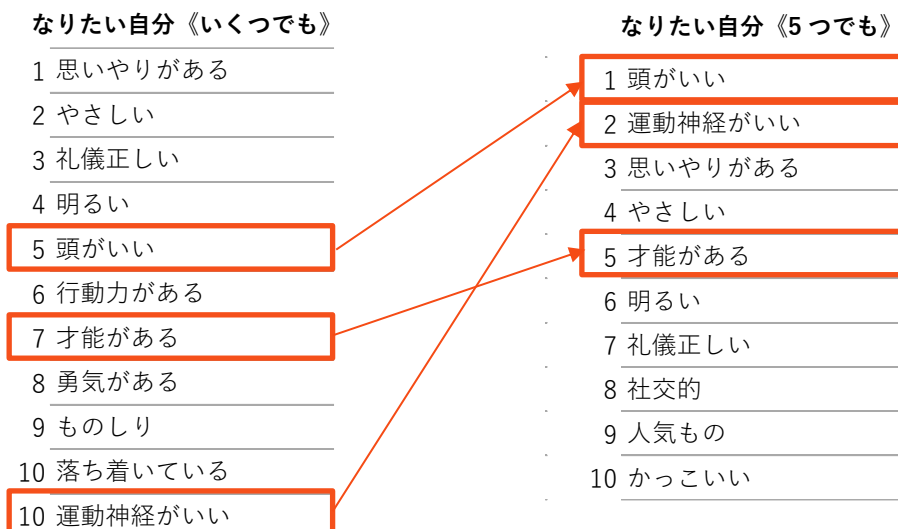 なりたい自分《いくつでも》
1 思いやりがある
2 やさしい
3 礼儀正しい
4 明るい
5 頭がいい
6 行動力がある
7 才能がある
8 勇気がある
9 ものしり
10 落ち着いている
10 運動神経がいい
なりたい自分《5 つでも》
1 頭がいい
2 運動神経がいい
3 思いやりがある
4 やさしい
5 才能がある
6 明るい
7 礼儀正しい
8 社交的
9 人気もの
10 かっこいい